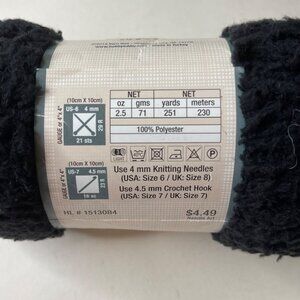 (10cm X 10cm)
US-6 4 mm
GAUGE or 4"x 4"
29 R
21 sts
NET NET
oz gms yards meters
2.5 71 251 230
100% Polyester
(10cm X 10cm)
US-7 4.5 mm
GAUGE or 4"x 4"
LIGHT
Use 4 mm Knitting Needles
(USA: Size 6 / UK: Size 8)
Use 4.5 mm Crochet Hook
(USA: Size 7 / UK: Size 7)
HL # 1513084
$4.49